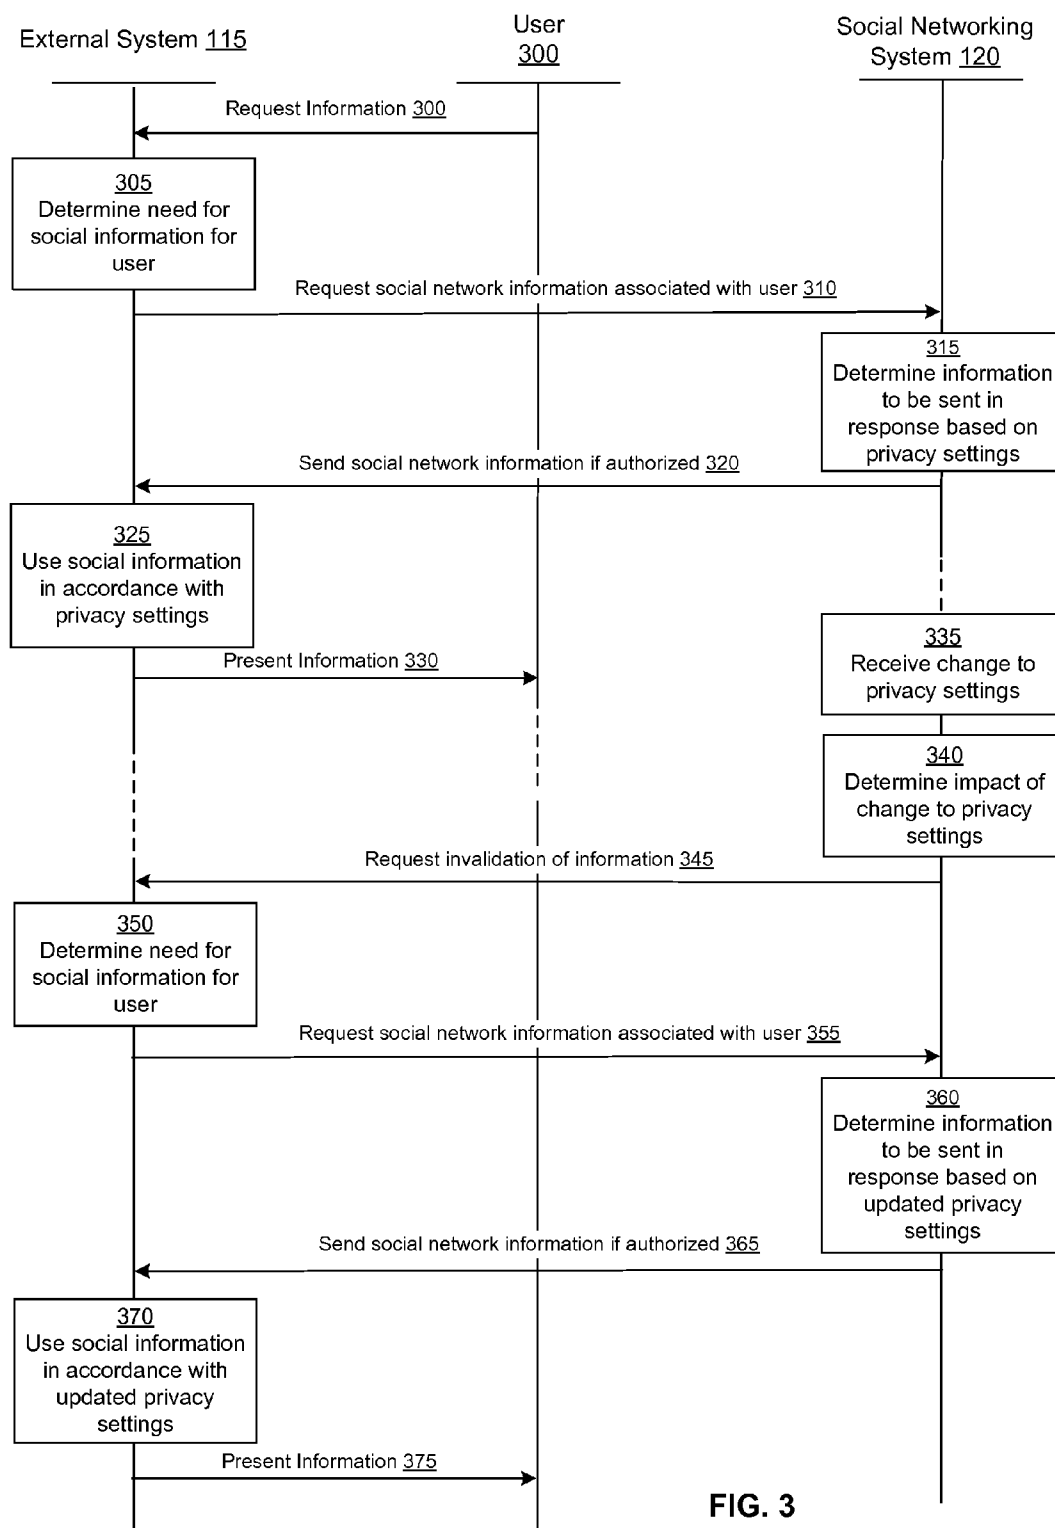 External System 115
User
300
Social Networking
System 120
Request Information 300
305
Determine need for
social information for
user
Request social network information associated with user 310
315
Determine information
to be sent in
response based on
privacy settings
Send social network information if authorized 320
325
Use social information
in accordance with
privacy settings
335
Receive change to
privacy settings
Present Information 330
340
Determine impact of
change to privacy
settings
Request invalidation of information 345
350
Determine need for
social information for
user
Request social network information associated with user 355
360
Determine information
to be sent in
response based on
updated privacy
settings
Send social network information if authorized 365
370
Use social information
in accordance with
updated privacy
settings
Present Information 375
FIG. 3